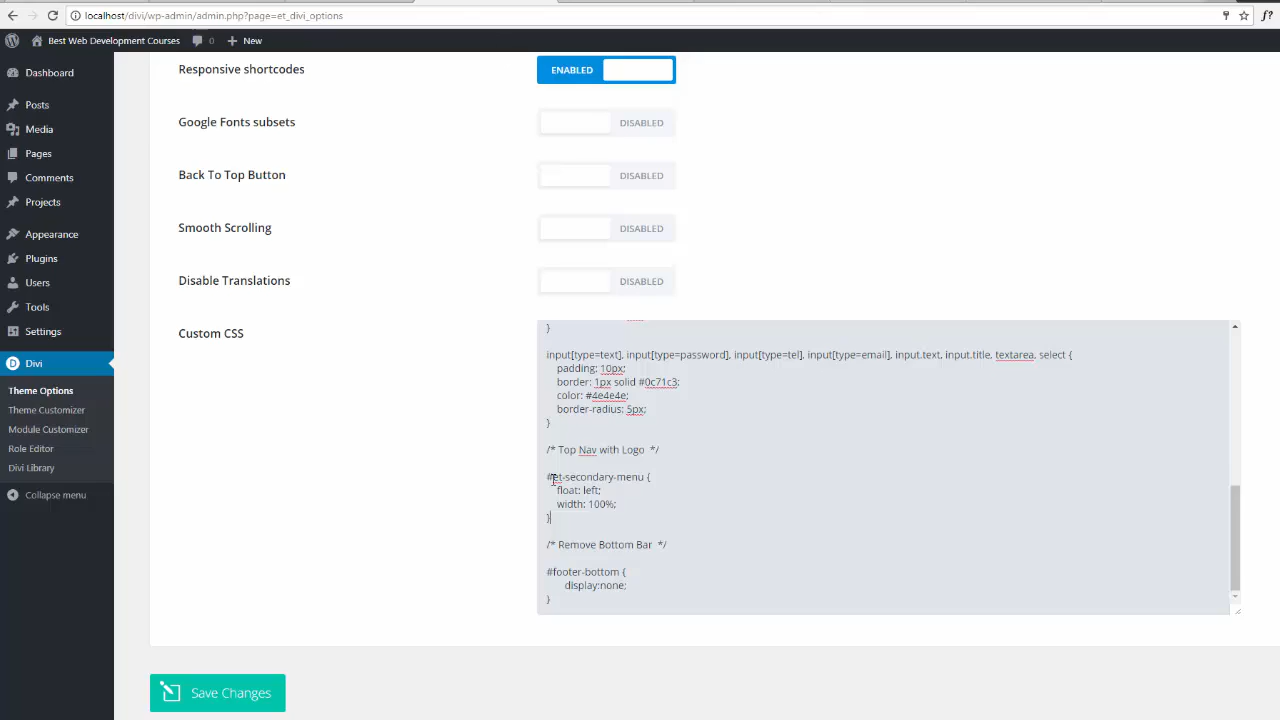 localhost/divi/wp-admin/admin.php?page=et_divi_options
f?
Best Web Development Courses 0 New
Dashboard
Posts
Media
Pages
Comments
Projects
Appearance
Plugins
Users
Tools
Settings
Divi
Theme Options
Theme Customizer
Module Customizer
Role Editor
Divi Library
Collapse menu
Responsive shortcodes ENABLED
Google Fonts subsets DISABLED
Back To Top Button DISABLED
Smooth Scrolling DISABLED
Disable Translations DISABLED
Custom CSS
}
input[type=text], input[type=password], input[type=tel], input[type=email], input.text, input.title, textarea, select {
padding: 10px;
border: 1px solid #0c71c3;
color: #4e4e4e;
border-radius: 5px;
}
/* Top Nav with Logo */
#et-secondary-menu {
float: left;
width: 100%;
}
/* Remove Bottom Bar */
#footer-bottom {
display:none;
}
Save Changes